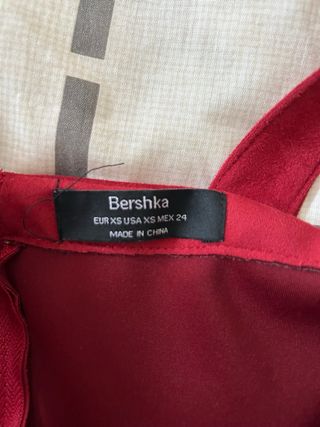 Bershka
EUR XS USA XS MEX 24
MADE IN CHINA